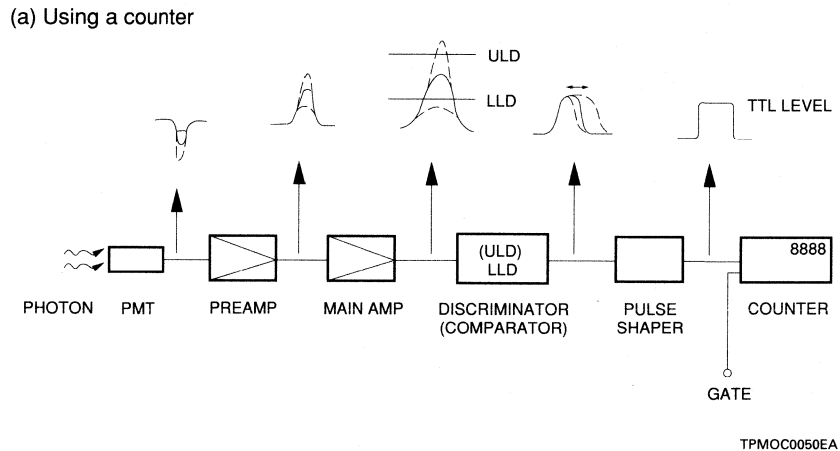 (a) Using a counter
ULD
LLD
TTL LEVEL
(ULD)
LLD
8888
PHOTON
PMT
PREAMP
MAIN AMP
DISCRIMINATOR
(COMPARATOR)
PULSE
SHAPER
COUNTER
GATE
TPMOC0050EA